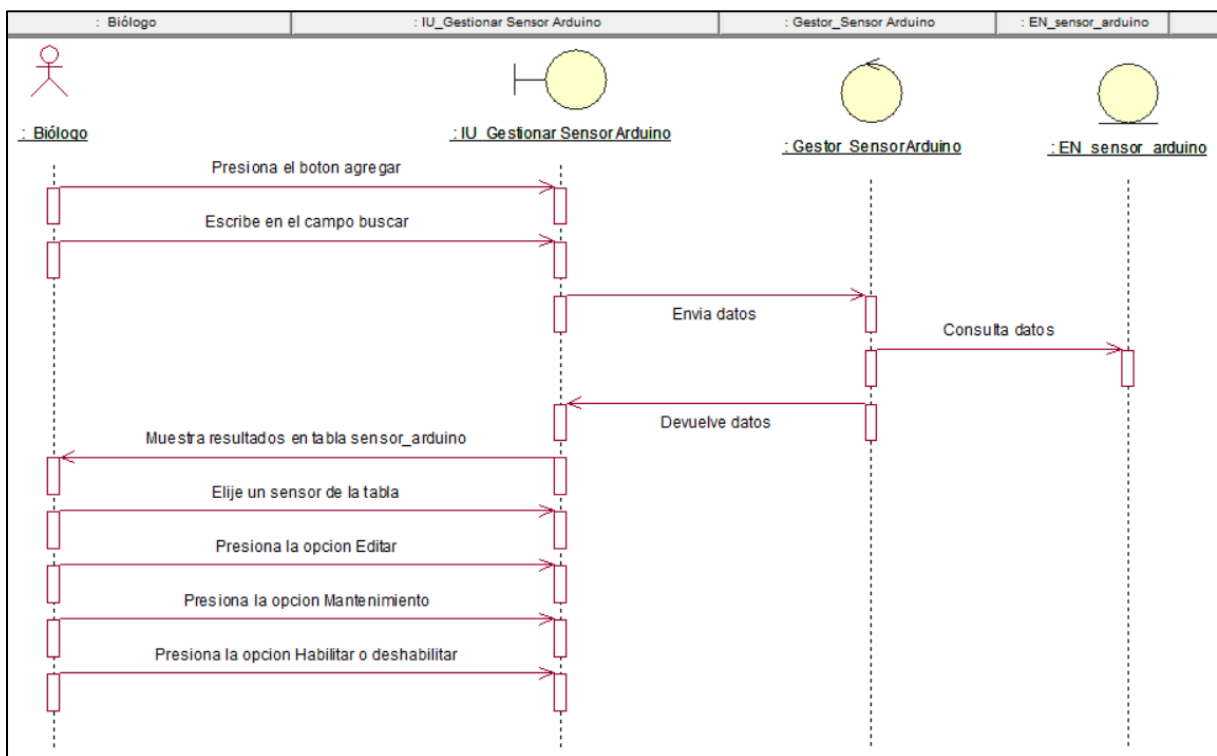 : Biólogo
: IU_Gestionar Sensor Arduino
: Gestor_Sensor Arduino
: EN_sensor_arduino
: Biólogo
: IU_Gestionar Sensor Arduino
: Gestor_Sensor Arduino
: EN_sensor_arduino
Presiona el boton agregar
Escribe en el campo buscar
Envia datos
Consulta datos
Devuelve datos
Muestra resultados en tabla sensor_arduino
Elije un sensor de la tabla
Presiona la opcion Editar
Presiona la opcion Mantenimiento
Presiona la opcion Habilitar o deshabilitar